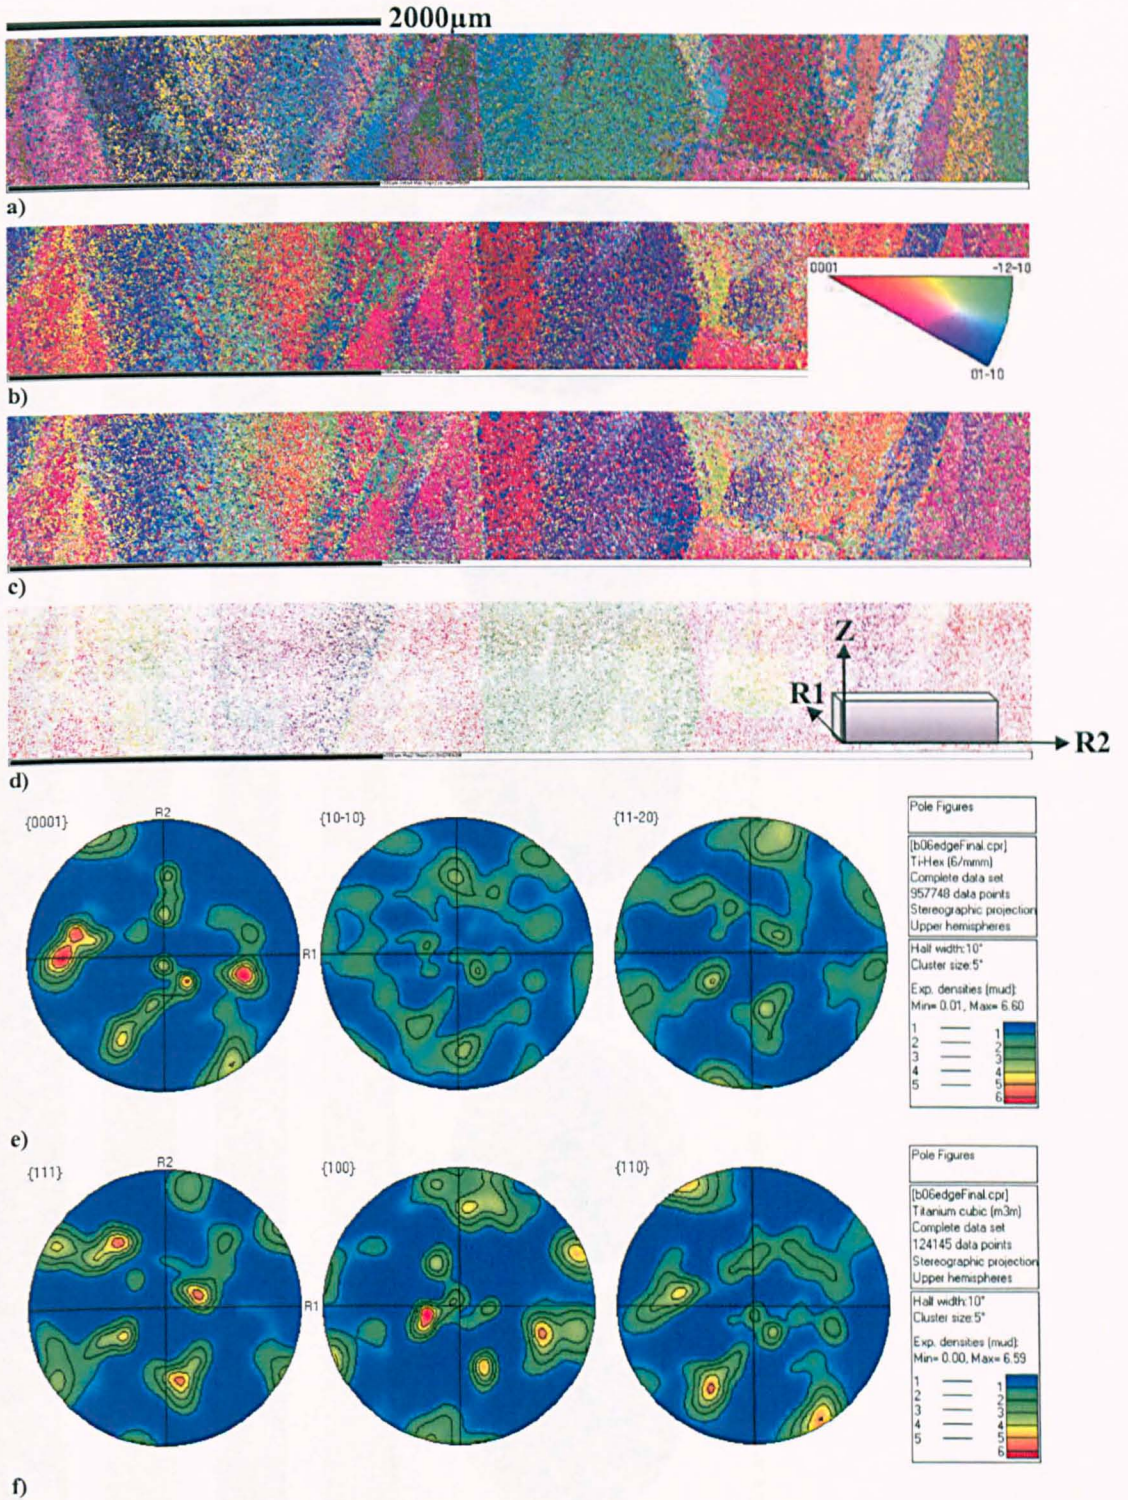 2000µm
a)
0001 -12-10
01-10
b)
c)
Z
R1
R2
d)
{0001} R2 {10-10} {11-20}
R1
Pole Figures
[b06edgeFinal.cpr]
Ti-Hex (6/mmm)
Complete data set
957748 data points
Stereographic projection
Upper hemispheres
Half width:10°
Cluster size:5°
Exp. densities (mud):
Min= 0.01, Max= 6.60
1 1
2 2
3 3
4 4
5 5
6
e)
{111} R2 {100} {110}
R1
Pole Figures
[b06edgeFinal.cpr]
Titanium cubic (m3m)
Complete data set
124145 data points
Stereographic projection
Upper hemispheres
Half width:10°
Cluster size:5°
Exp. densities (mud):
Min= 0.00, Max= 6.59
1 1
2 2
3 3
4 4
5 5
6
f)